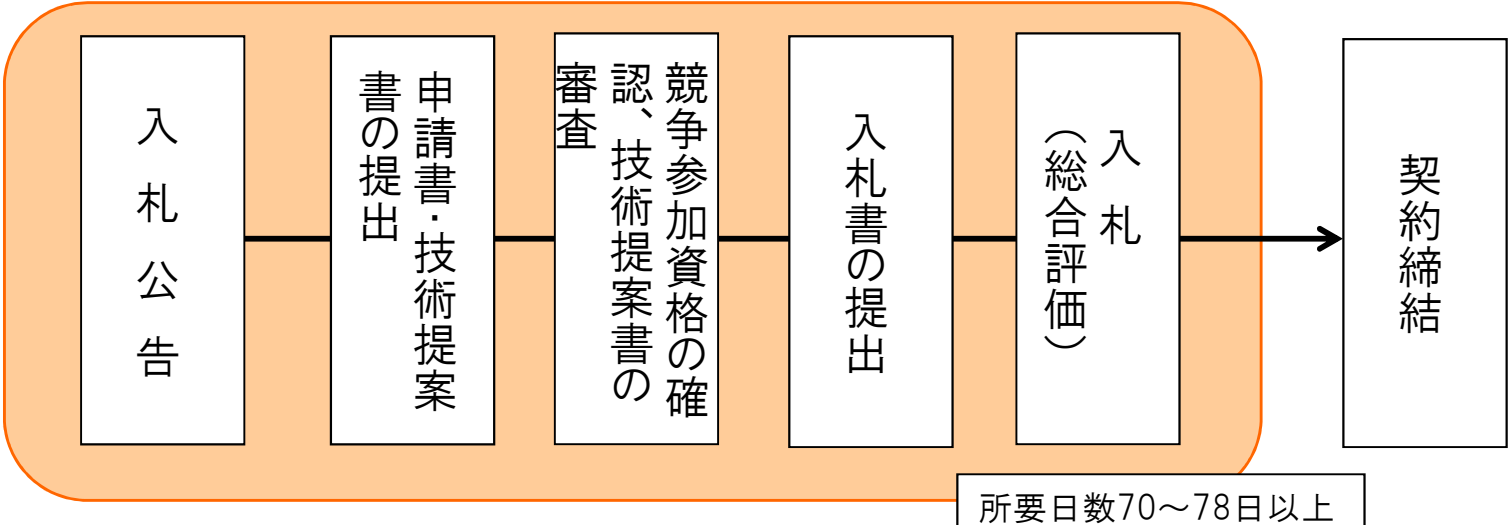 入札公告
申請書・技術提案
書の提出
競争参加資格の確
認、技術提案書の
審査
入札書の提出
入札
（総合評価）
契約締結
所要日数70～78日以上